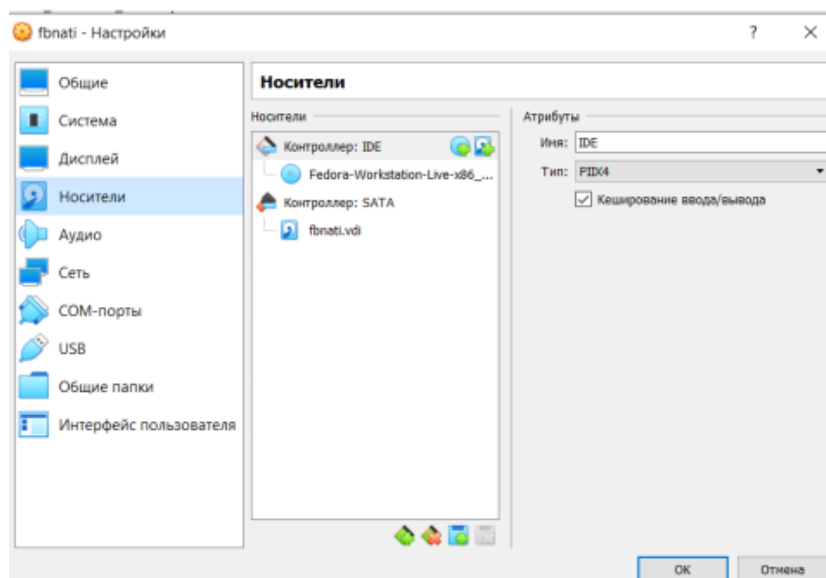 fbnati - Настройки
?
Общие
Система
Дисплей
Носители
Аудио
Сеть
COM-порты
USB
Общие папки
Интерфейс пользователя
Носители
Носители
Контроллер: IDE
Fedora-Workstation-Live-x86_...
Контроллер: SATA
fbnati.vdi
Атрибуты
Имя: IDE
Тип: PIIX4
Кеширование ввода/вывода
OK
Отмена